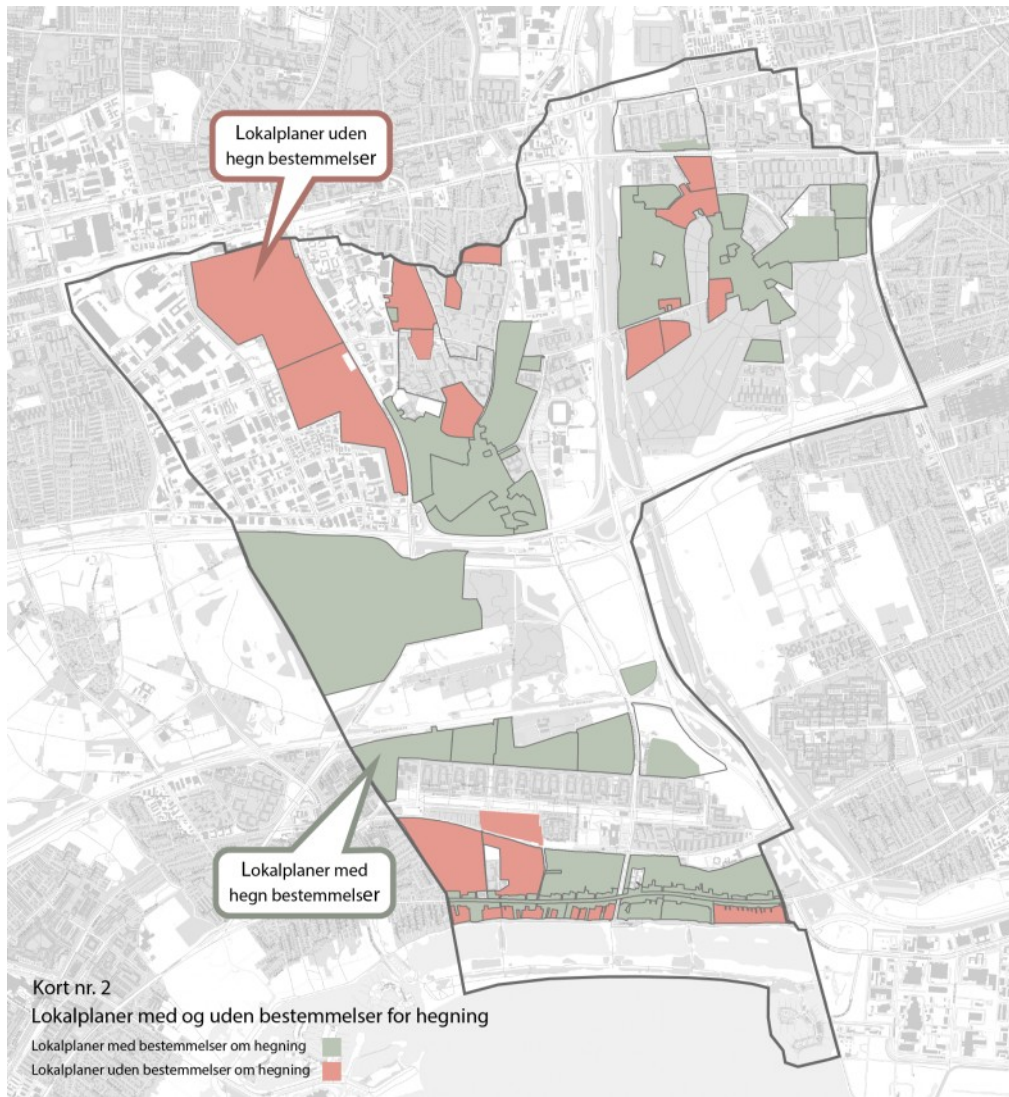 Lokalplaner uden
hegn bestemmelser
Lokalplaner med
hegn bestemmelser
Kort nr. 2
Lokalplaner med og uden bestemmelser for hegning
Lokalplaner med bestemmelser om hegning
Lokalplaner uden bestemmelser om hegning